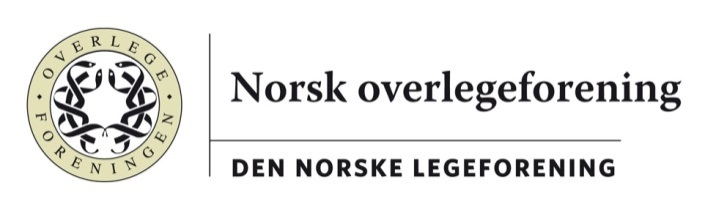 OVERLEGE
FORENINGEN
Norsk overlegeforening
DEN NORSKE LEGEFORENING